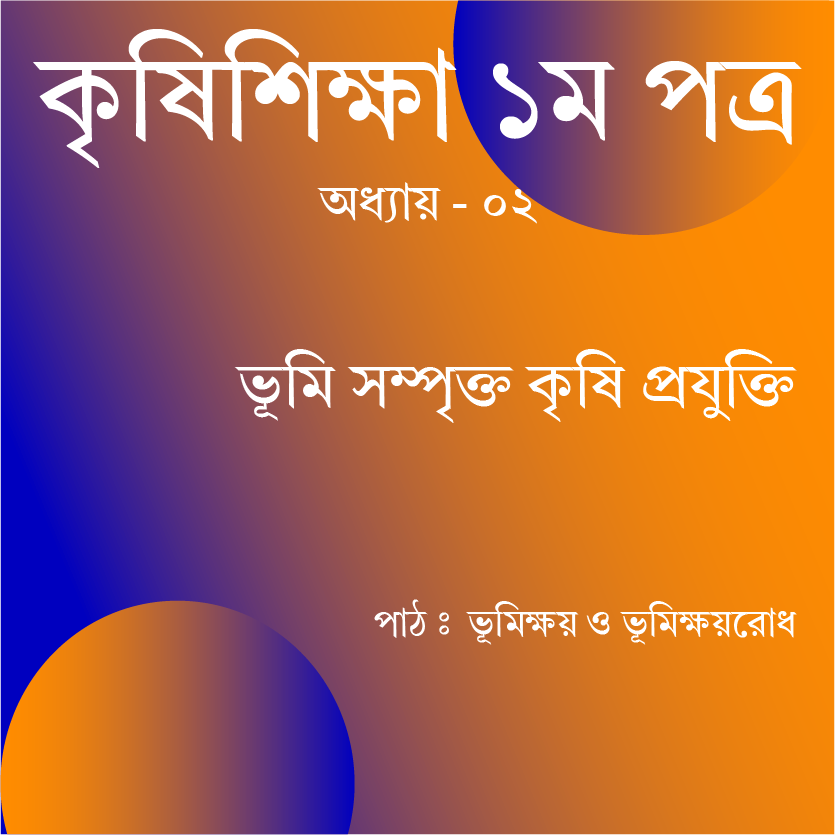 কৃষিশিক্ষা ১ম পত্র
অধ্যায় - ০২
ভূমি সম্পৃক্ত কৃষি প্রযুক্তি
পাঠ ঃ ভূমিক্ষয় ও ভূমিক্ষয়রোধ